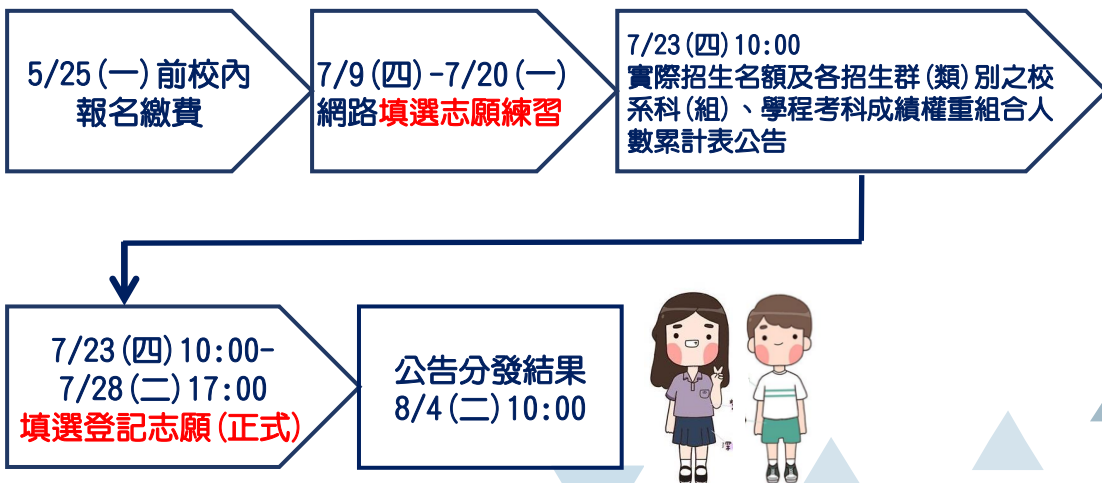 5/25(一)前校內
報名繳費
7/9(四)-7/20(一)
網路填選志願練習
7/23(四)10:00
實際招生名額及各招生群(類)別之校
系科(組)、學程考科成績權重組合人
數累計表公告
7/23(四)10:00-
7/28(二)17:00
填選登記志願(正式)
公告分發結果
8/4(二)10:00